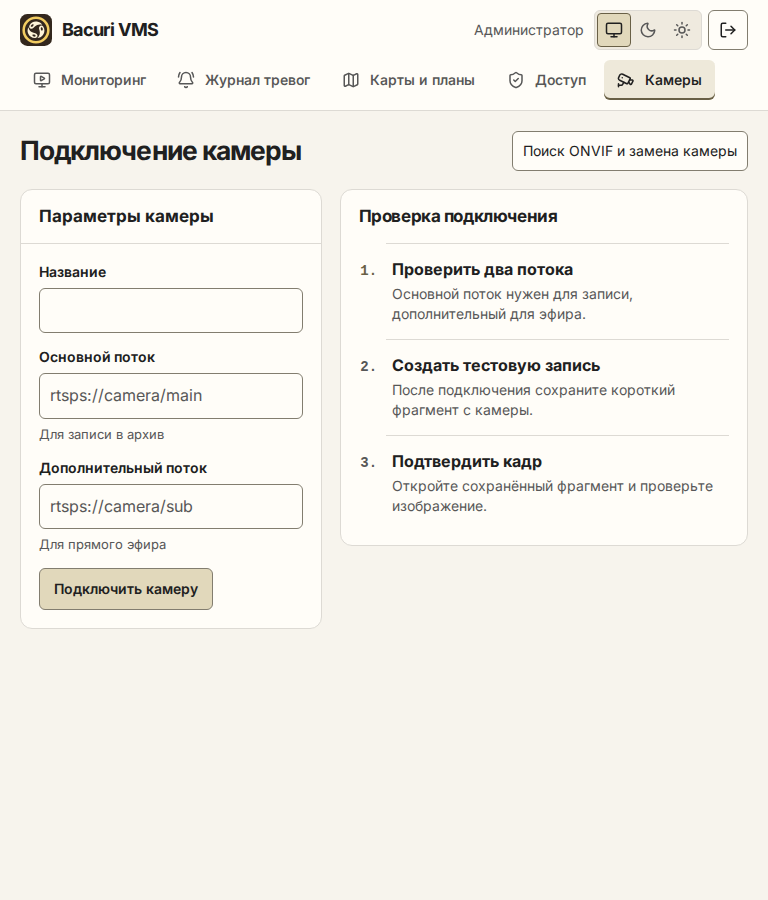 Bacuri VMS
Администратор
Мониторинг
Журнал тревог
Карты и планы
Доступ
Камеры
Подключение камеры
Поиск ONVIF и замена камеры
Параметры камеры
Название
Основной поток
rtsps://camera/main
Для записи в архив
Дополнительный поток
rtsps://camera/sub
Для прямого эфира
Подключить камеру
Проверка подключения
1. Проверить два потока
Основной поток нужен для записи,
дополнительный для эфира.
2. Создать тестовую запись
После подключения сохраните короткий
фрагмент с камеры.
3. Подтвердить кадр
Откройте сохранённый фрагмент и проверьте
изображение.